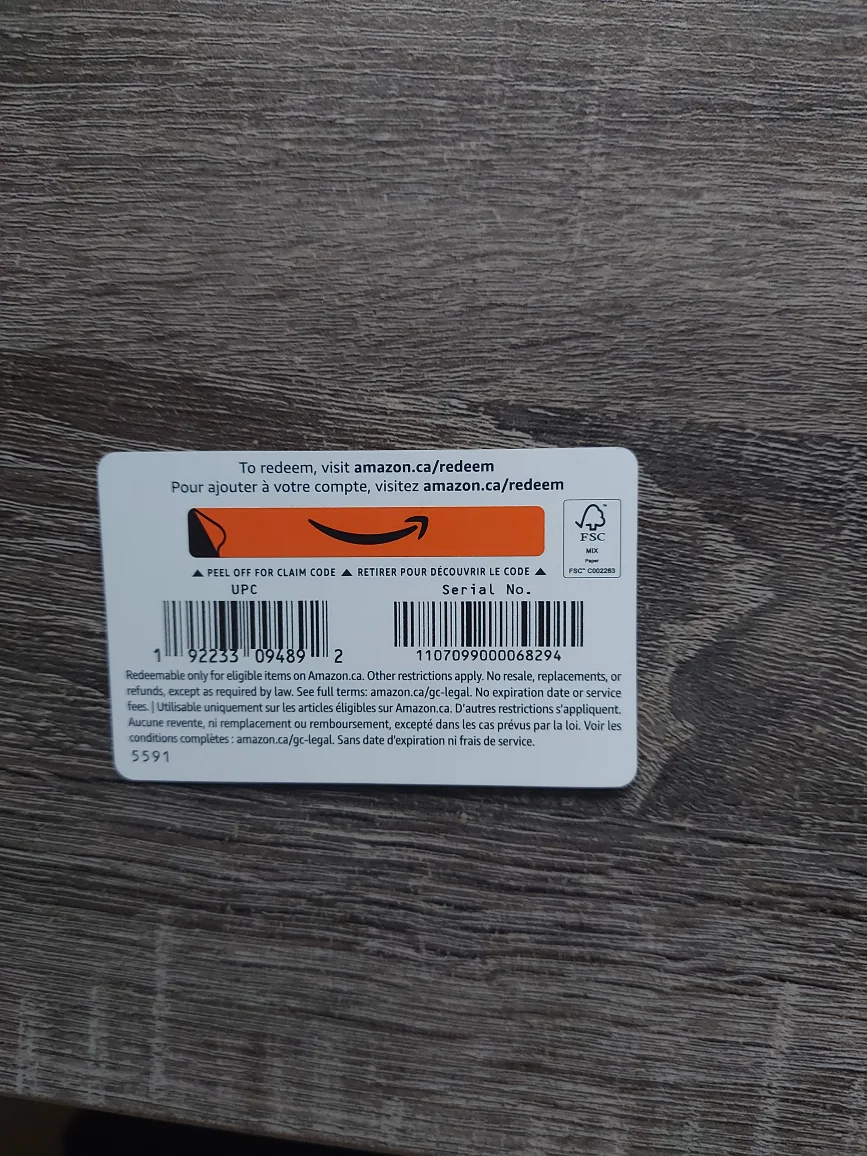 To redeem, visit amazon.ca/redeem
Pour ajouter à votre compte, visitez amazon.ca/redeem
FSC
MIX
Paper
FSC™ C002263
▲ PEEL OFF FOR CLAIM CODE ▲ RETIRER POUR DÉCOUVRIR LE CODE ▲
UPC
Serial No.
1 92233 09489 2
1107099000068294
Redeemable only for eligible items on Amazon.ca. Other restrictions apply. No resale, replacements, or
refunds, except as required by law. See full terms: amazon.ca/gc-legal. No expiration date or service
fees. | Utilisable uniquement sur les articles éligibles sur Amazon.ca. D'autres restrictions s'appliquent.
Aucune revente, ni remplacement ou remboursement, excepté dans les cas prévus par la loi. Voir les
conditions complètes : amazon.ca/gc-legal. Sans date d'expiration ni frais de service.
5591